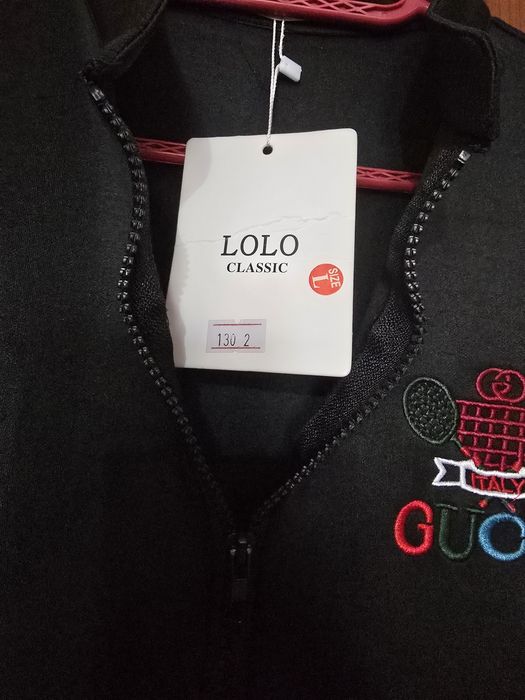 LOLO
CLASSIC
SIZE
L
130 2
ITALY
GUC